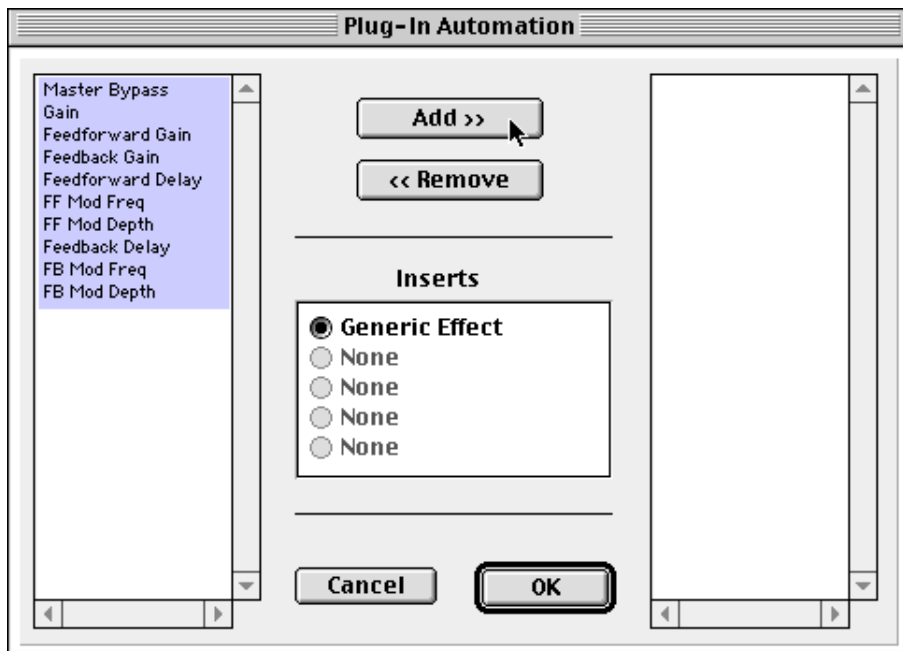 Plug-In Automation
Master Bypass
Gain
Feedforward Gain
Feedback Gain
Feedforward Delay
FF Mod Freq
FF Mod Depth
Feedback Delay
FB Mod Freq
FB Mod Depth
Add >>
<< Remove
Inserts
Generic Effect
None
None
None
None
Cancel
OK